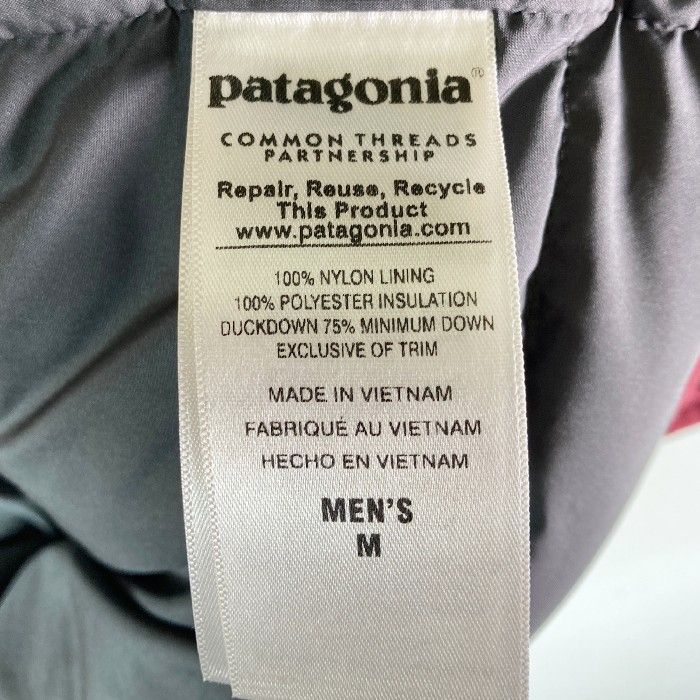 patagonia®
COMMON THREADS
PARTNERSHIP
Repair, Reuse, Recycle
This Product
www.patagonia.com
100% NYLON LINING
100% POLYESTER INSULATION
DUCKDOWN 75% MINIMUM DOWN
EXCLUSIVE OF TRIM
MADE IN VIETNAM
FABRIQUÉ AU VIETNAM
HECHO EN VIETNAM
MEN'S
M